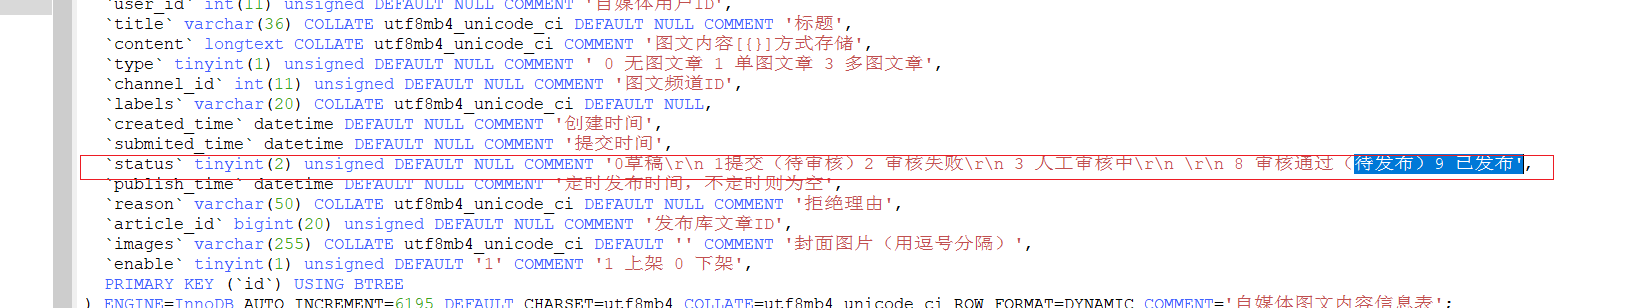 `user_id` int(11) unsigned DEFAULT NULL COMMENT '自媒体用户ID',
`title` varchar(36) COLLATE utf8mb4_unicode_ci DEFAULT NULL COMMENT '标题',
`content` longtext COLLATE utf8mb4_unicode_ci COMMENT '图文内容[{}]方式存储',
`type` tinyint(1) unsigned DEFAULT NULL COMMENT ' 0 无图文章 1 单图文章 3 多图文章',
`channel_id` int(11) unsigned DEFAULT NULL COMMENT '图文频道ID',
`labels` varchar(20) COLLATE utf8mb4_unicode_ci DEFAULT NULL,
`created_time` datetime DEFAULT NULL COMMENT '创建时间',
`submited_time` datetime DEFAULT NULL COMMENT '提交时间',
`status` tinyint(2) unsigned DEFAULT NULL COMMENT '0草稿\r\n 1提交（待审核）2 审核失败\r\n 3 人工审核中\r\n \r\n 8 审核通过（待发布）9 已发布',
`publish_time` datetime DEFAULT NULL COMMENT '定时发布时间，不定时则为空',
`reason` varchar(50) COLLATE utf8mb4_unicode_ci DEFAULT NULL COMMENT '拒绝理由',
`article_id` bigint(20) unsigned DEFAULT NULL COMMENT '发布库文章ID',
`images` varchar(255) COLLATE utf8mb4_unicode_ci DEFAULT '' COMMENT '封面图片（用逗号分隔）',
`enable` tinyint(1) unsigned DEFAULT '1' COMMENT '1 上架 0 下架',
PRIMARY KEY (`id`) USING BTREE
) ENGINE=InnoDB AUTO_INCREMENT=6195 DEFAULT CHARSET=utf8mb4 COLLATE=utf8mb4_unicode_ci ROW_FORMAT=DYNAMIC COMMENT='自媒体图文内容信息表';